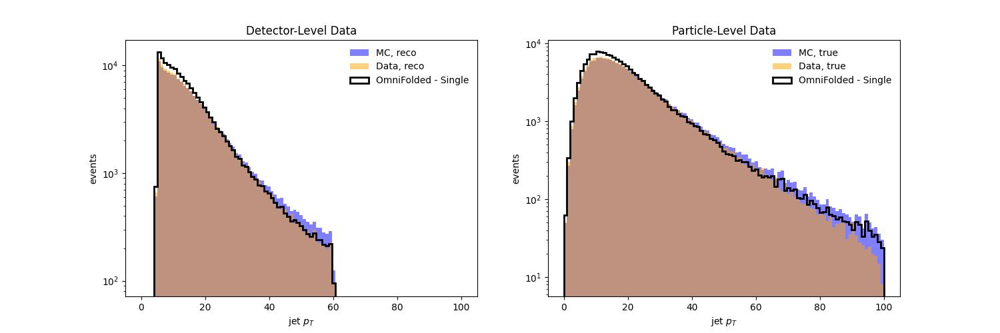 Detector-Level Data
MC, reco
Data, reco
OmniFolded - Single
events
10^4
10^3
10^2
0 20 40 60 80 100
jet p_T
Particle-Level Data
MC, true
Data, true
OmniFolded - Single
events
10^4
10^3
10^2
10^1
0 20 40 60 80 100
jet p_T